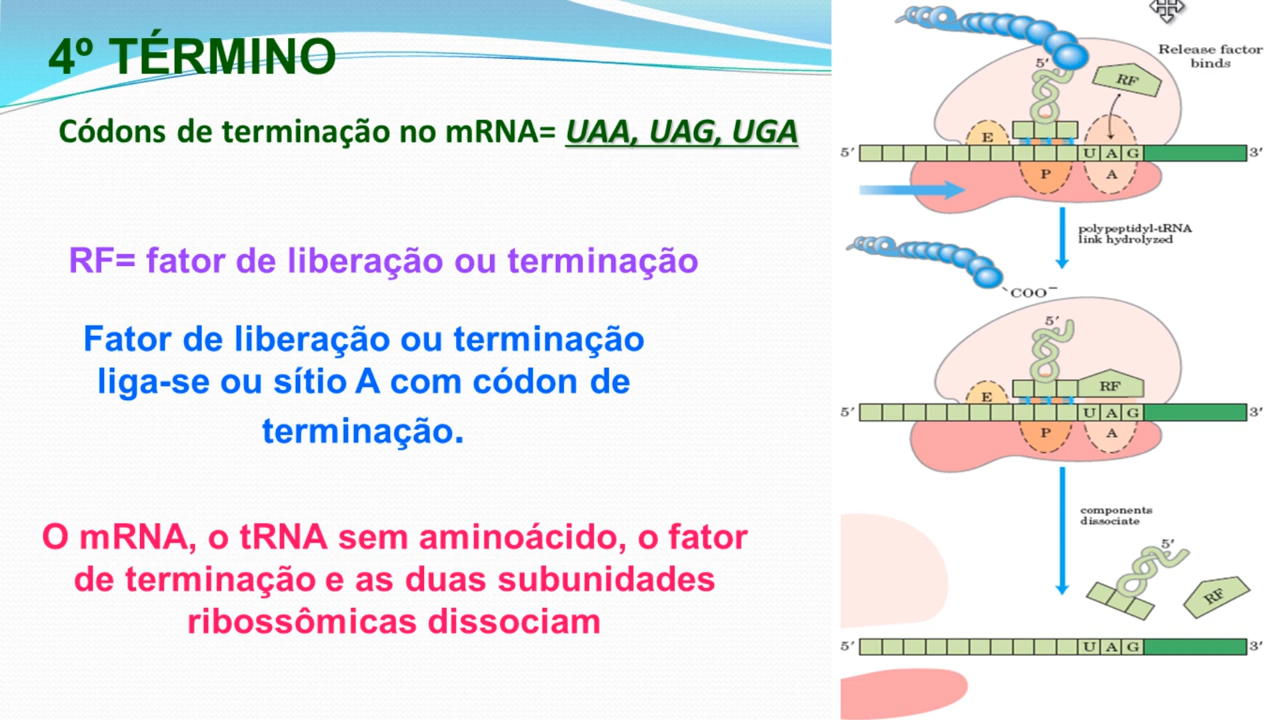 4º TÉRMINO
Códons de terminação no mRNA= UAA, UAG, UGA
RF= fator de liberação ou terminação
Fator de liberação ou terminação
liga-se ou sítio A com códon de
terminação.
O mRNA, o tRNA sem aminoácido, o fator
de terminação e as duas subunidades
ribossômicas dissociam
Release factor
binds
5′
RF
E
5′ U A G 3′
P A
polypeptidyl-tRNA
link hydrolyzed
COO⁻
5′
E RF
5′ U A G 3′
P A
components
dissociate
5′
RF
5′ U A G 3′